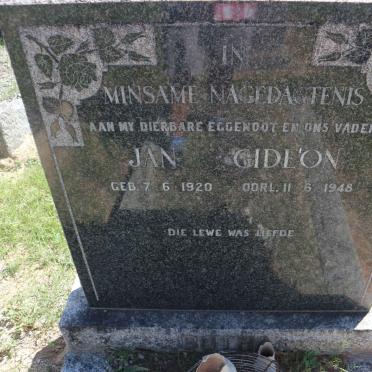 IN
MINSAME NAGEDAGTENIS
AAN MY DIERBARE EGGENOOT EN ONS VADER
JAN GIDEON
GEB. 7 6 1920 OORL. 11 6 1948
DIE LEWE WAS LIEFDE